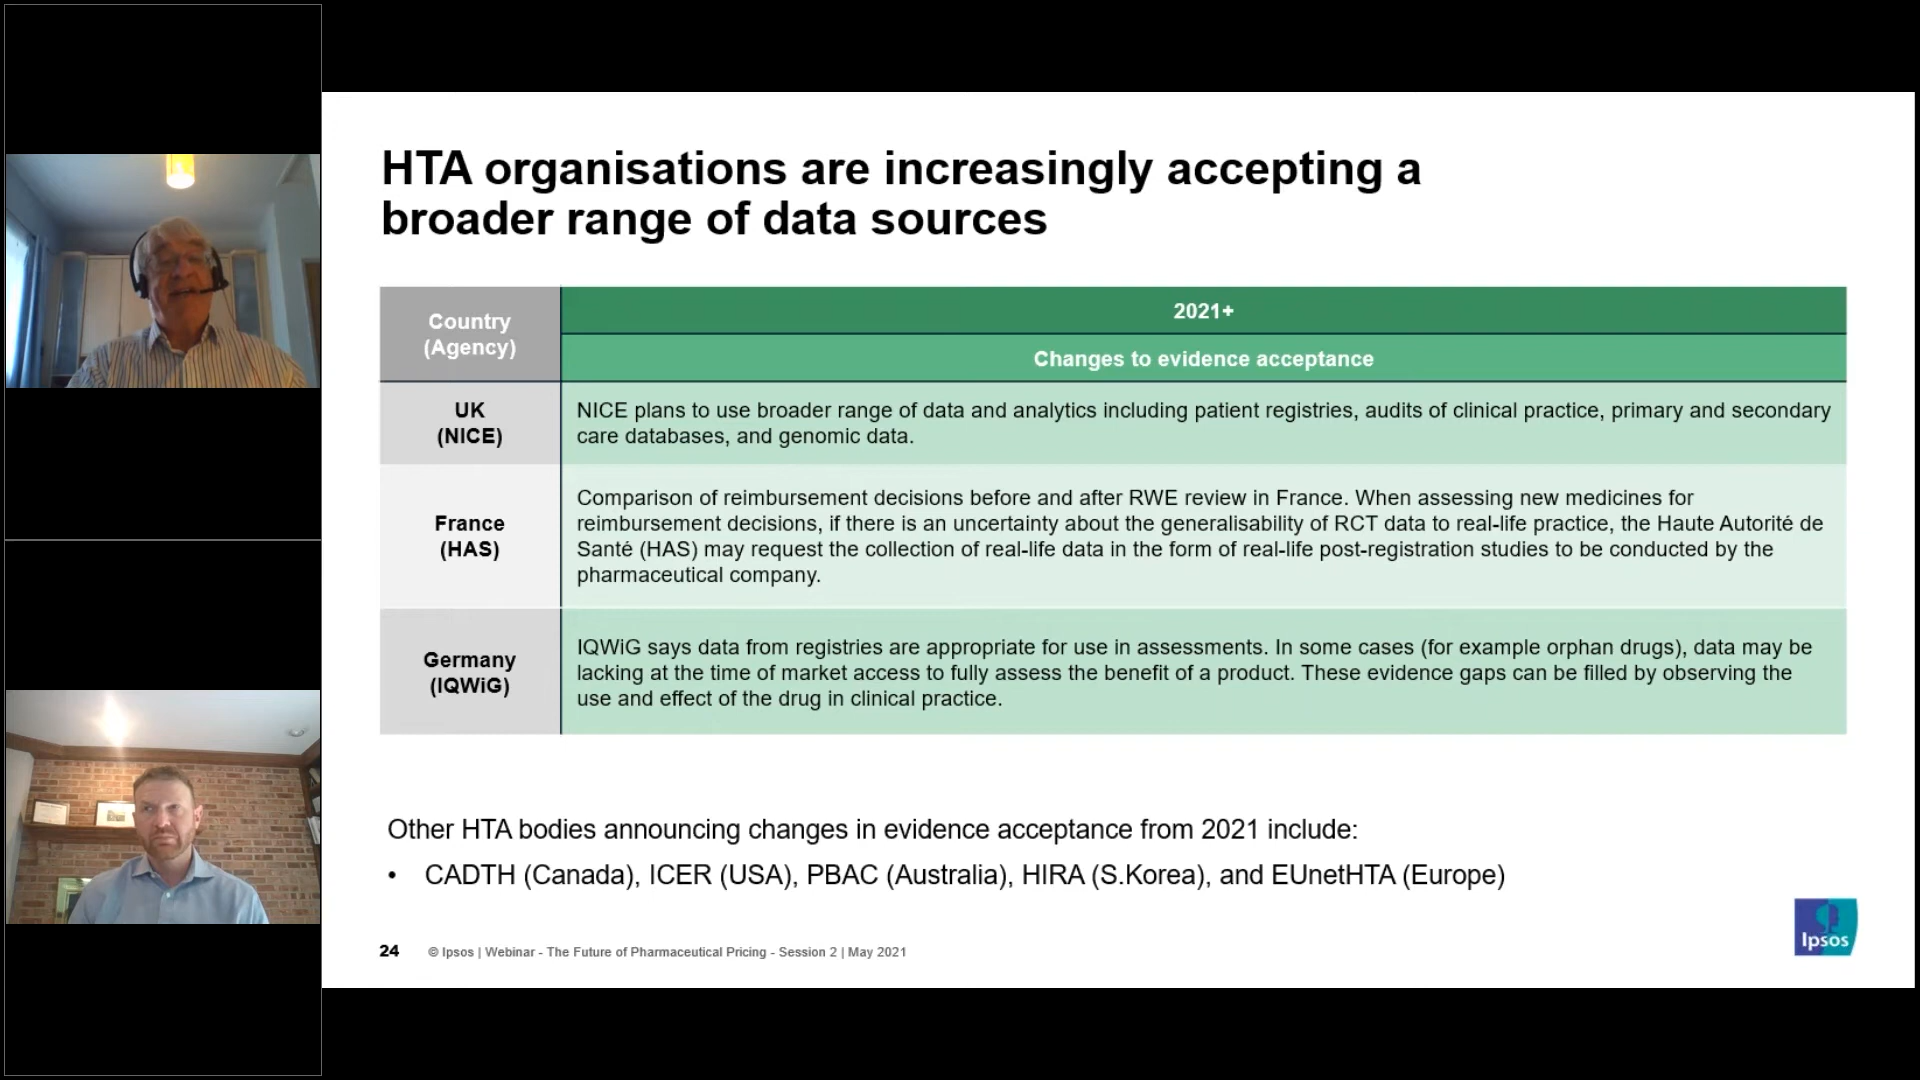 HTA organisations are increasingly accepting a
broader range of data sources
Country
(Agency)
2021+
Changes to evidence acceptance
UK
(NICE)
NICE plans to use broader range of data and analytics including patient registries, audits of clinical practice, primary and secondary
care databases, and genomic data.
France
(HAS)
Comparison of reimbursement decisions before and after RWE review in France. When assessing new medicines for
reimbursement decisions, if there is an uncertainty about the generalisability of RCT data to real-life practice, the Haute Autorité de
Santé (HAS) may request the collection of real-life data in the form of real-life post-registration studies to be conducted by the
pharmaceutical company.
Germany
(IQWiG)
IQWiG says data from registries are appropriate for use in assessments. In some cases (for example orphan drugs), data may be
lacking at the time of market access to fully assess the benefit of a product. These evidence gaps can be filled by observing the
use and effect of the drug in clinical practice.
Other HTA bodies announcing changes in evidence acceptance from 2021 include:
• CADTH (Canada), ICER (USA), PBAC (Australia), HIRA (S.Korea), and EUnetHTA (Europe)
24 © Ipsos | Webinar - The Future of Pharmaceutical Pricing - Session 2 | May 2021
Ipsos